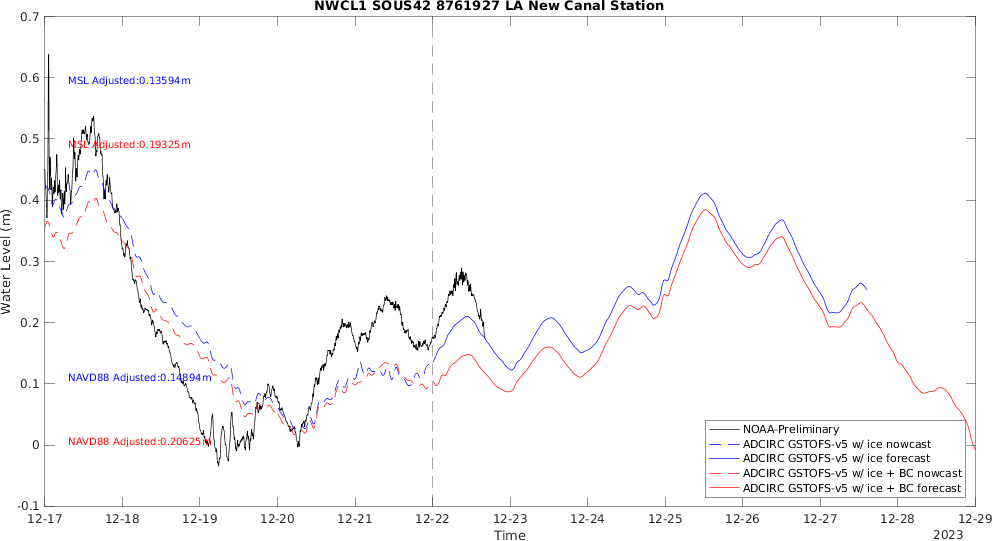 NWCL1 SOUS42 8761927 LA New Canal Station
0.7
0.6
0.5
0.4
0.3
0.2
0.1
0
-0.1
Water Level (m)
MSL Adjusted:0.13594m
MSL Adjusted:0.19325m
NAVD88 Adjusted:0.14894m
NAVD88 Adjusted:0.20625m
NOAA-Preliminary
ADCIRC GSTOFS-v5 w/ ice nowcast
ADCIRC GSTOFS-v5 w/ ice forecast
ADCIRC GSTOFS-v5 w/ ice + BC nowcast
ADCIRC GSTOFS-v5 w/ ice + BC forecast
12-17 12-18 12-19 12-20 12-21 12-22 12-23 12-24 12-25 12-26 12-27 12-28 12-29
Time
2023